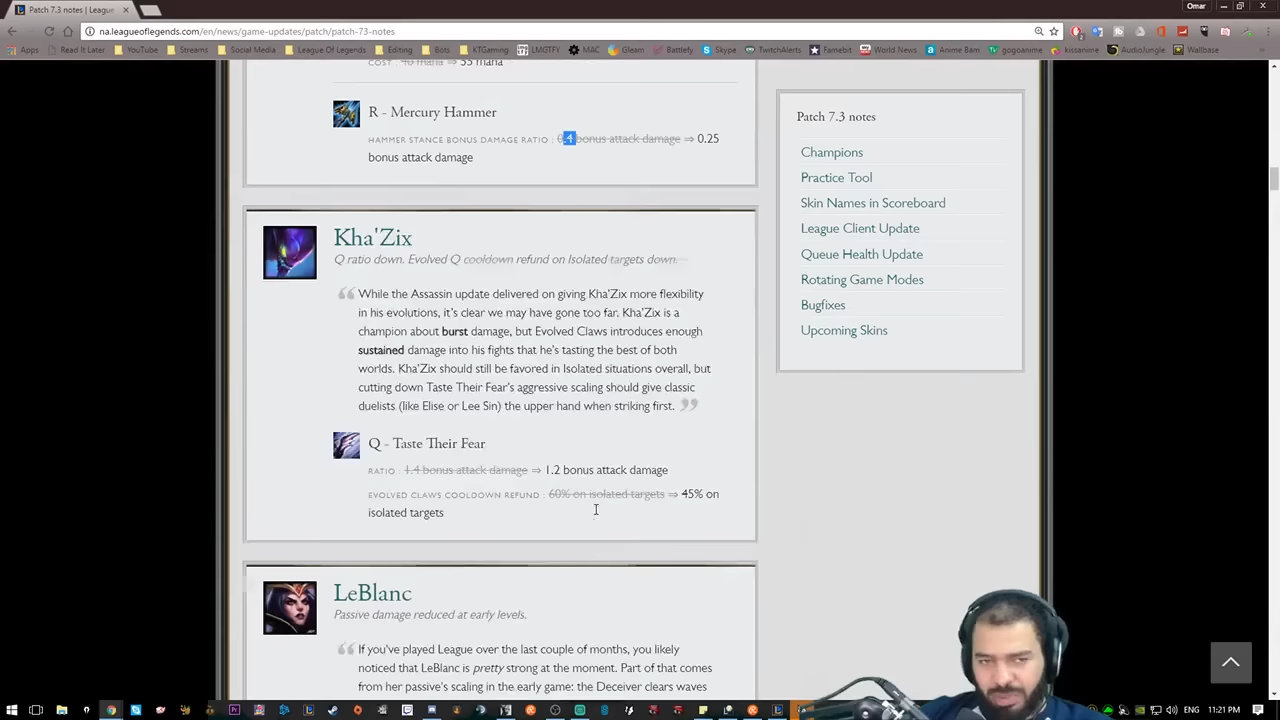 Patch 7.3 notes | League
Omar
na.leagueoflegends.com/en/news/game-updates/patch/patch-73-notes
Apps Read It Later YouTube Streams Social Media League Of Legends Editing Bots KTGaming LMGTFY MAC Gleam Battlefy Skype TwitchAlerts Famebit World News Anime Bam gogoanime kissanime AudioJungle Wallbase
COST : 40 mana ⇒ 55 mana
R - Mercury Hammer
HAMMER STANCE BONUS DAMAGE RATIO : 0.4 bonus attack damage ⇒ 0.25
bonus attack damage
Kha'Zix
Q ratio down. Evolved Q cooldown refund on Isolated targets down.
While the Assassin update delivered on giving Kha'Zix more flexibility
in his evolutions, it's clear we may have gone too far. Kha'Zix is a
champion about burst damage, but Evolved Claws introduces enough
sustained damage into his fights that he's tasting the best of both
worlds. Kha'Zix should still be favored in Isolated situations overall, but
cutting down Taste Their Fear's aggressive scaling should give classic
duelists (like Elise or Lee Sin) the upper hand when striking first.
Q - Taste Their Fear
RATIO : 1.4 bonus attack damage ⇒ 1.2 bonus attack damage
EVOLVED CLAWS COOLDOWN REFUND : 60% on isolated targets ⇒ 45% on
isolated targets
LeBlanc
Passive damage reduced at early levels.
If you've played League over the last couple of months, you likely
noticed that LeBlanc is pretty strong at the moment. Part of that comes
from her passive's scaling in the early game: the Deceiver clears waves
Patch 7.3 notes
Champions
Practice Tool
Skin Names in Scoreboard
League Client Update
Queue Health Update
Rotating Game Modes
Bugfixes
Upcoming Skins
ENG 11:21 PM